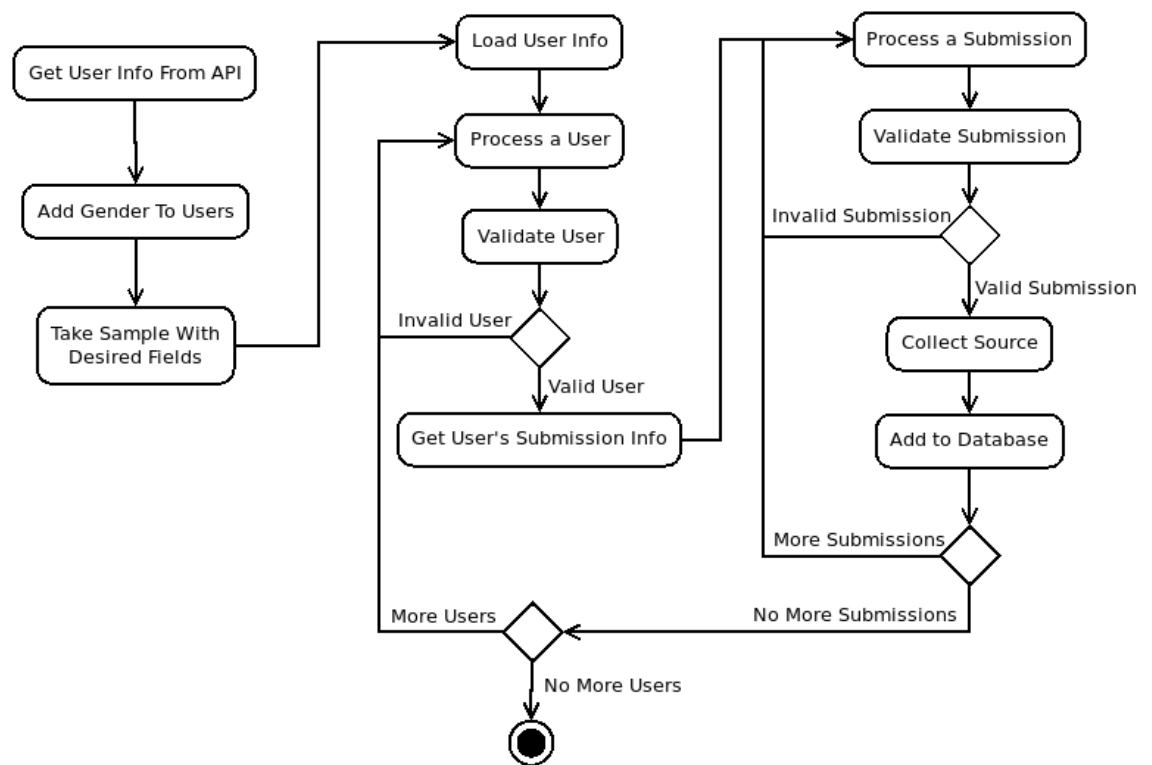 Get User Info From API
Add Gender To Users
Take Sample With
Desired Fields
Load User Info
Process a User
Validate User
Invalid User
Valid User
Get User's Submission Info
More Users
No More Users
Process a Submission
Validate Submission
Invalid Submission
Valid Submission
Collect Source
Add to Database
More Submissions
No More Submissions